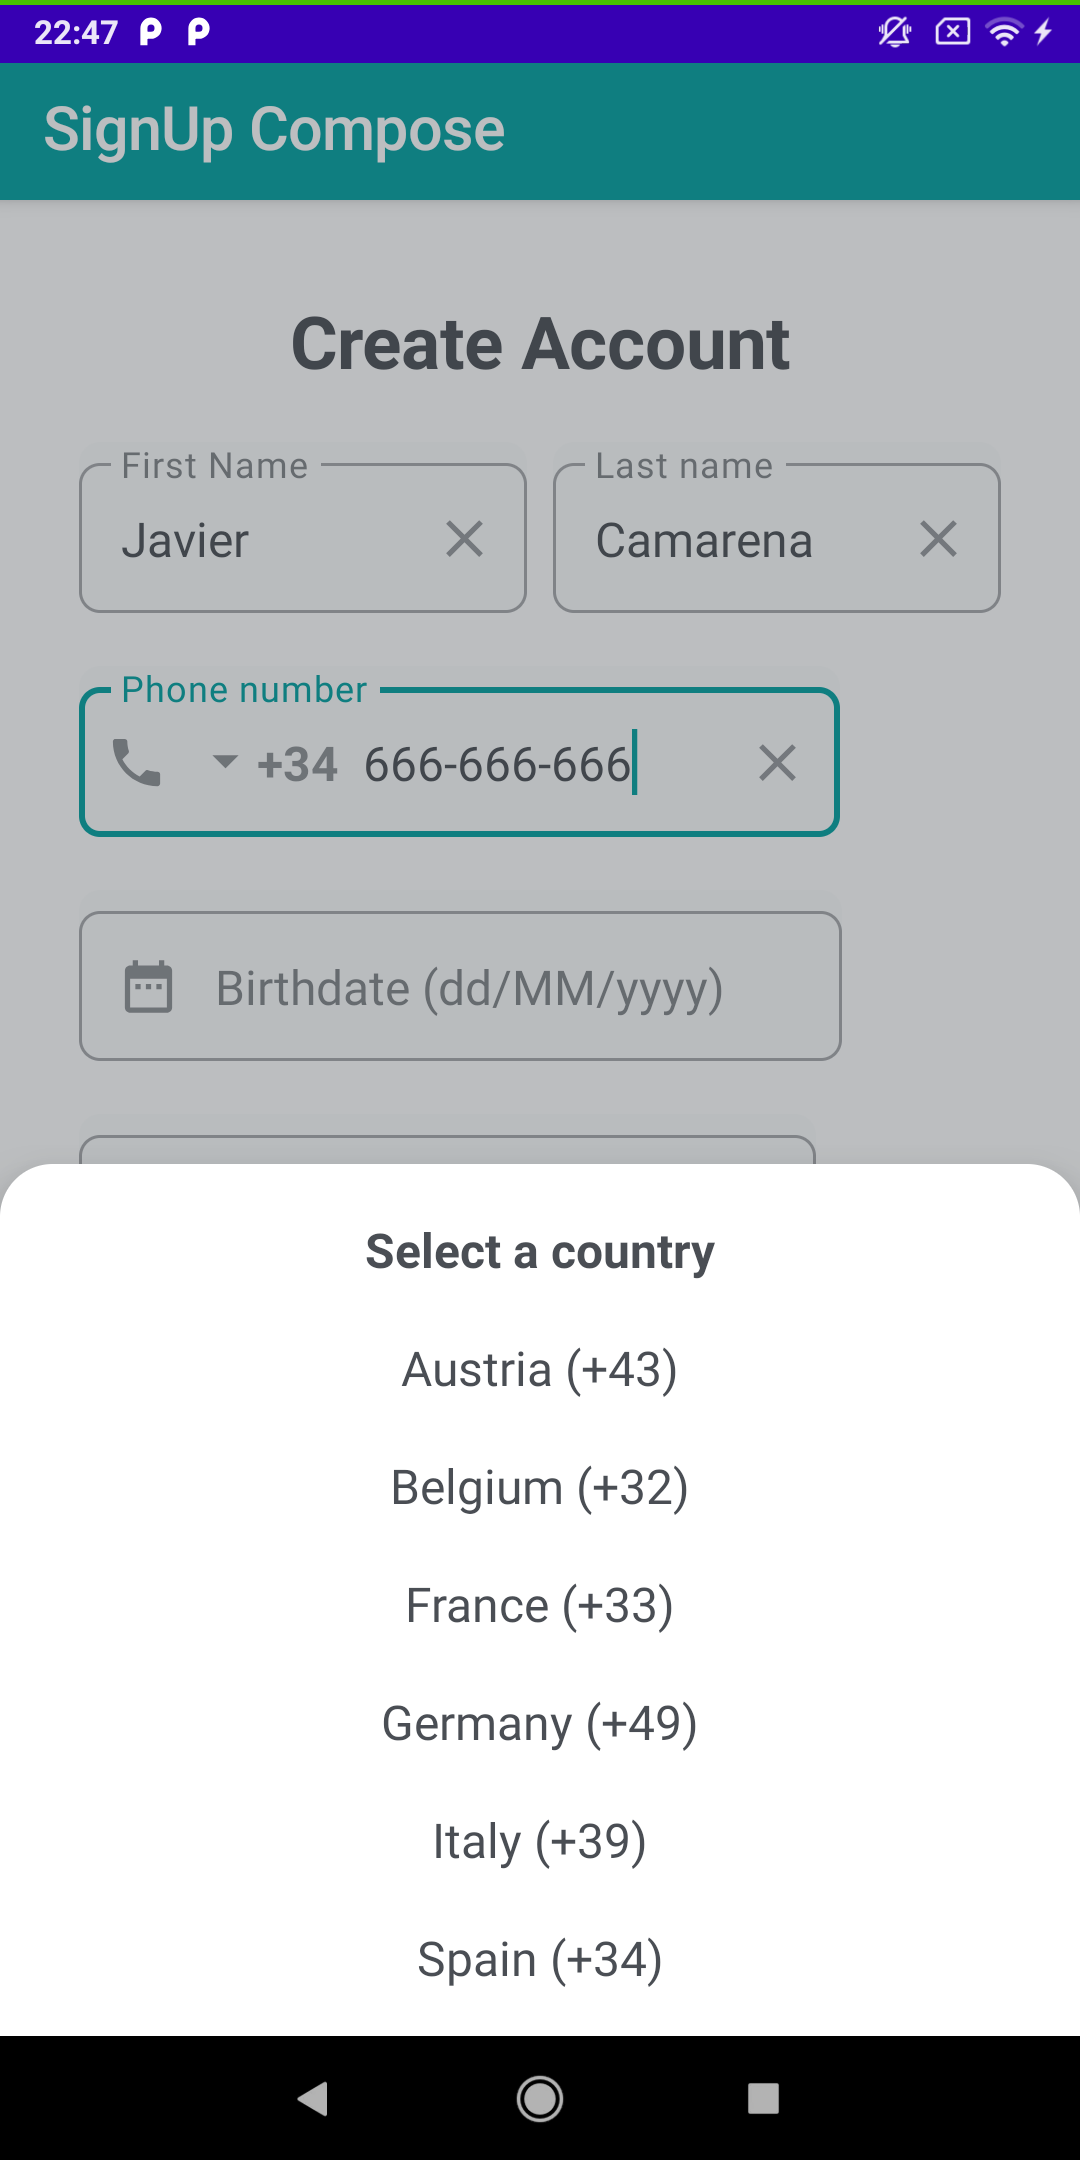 22:47
SignUp Compose
Create Account
First Name
Last name
Javier
Camarena
Phone number
+34 666-666-666
Birthdate (dd/MM/yyyy)
Select a country
Austria (+43)
Belgium (+32)
France (+33)
Germany (+49)
Italy (+39)
Spain (+34)